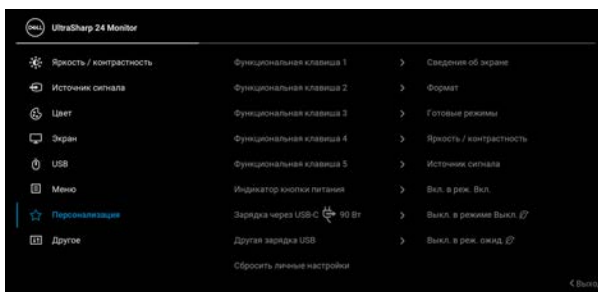 DELL UltraSharp 24 Monitor
Яркость / контрастность Функциональная клавиша 1 > Сведения об экране
Источник сигнала Функциональная клавиша 2 > Формат
Цвет Функциональная клавиша 3 > Готовые режимы
Экран Функциональная клавиша 4 > Яркость / контрастность
USB Функциональная клавиша 5 > Источник сигнала
Меню Индикатор кнопки питания > Вкл. в реж. Вкл.
Персонализация Зарядка через USB-C 90 Вт > Выкл. в режиме Выкл.
Другое Другая зарядка USB > Выкл. в реж. ожид.
Сбросить личные настройки
< Выход